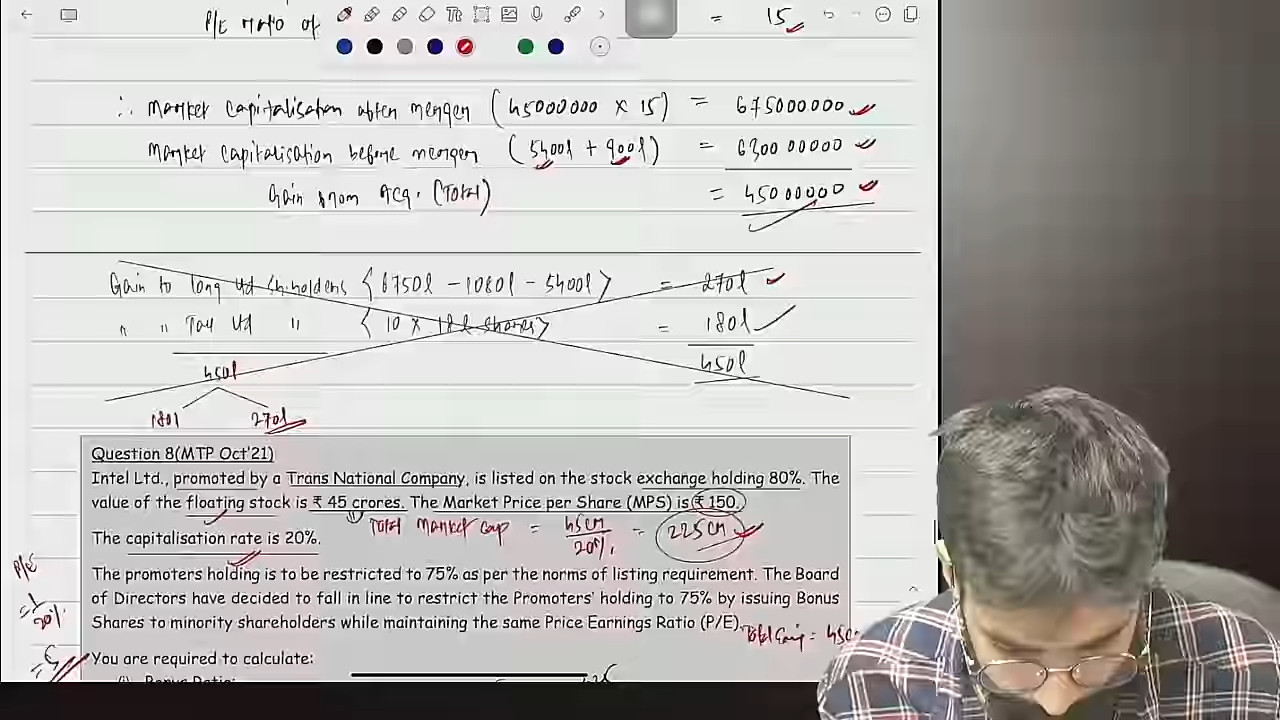 P/E ratio of = 15
∴ Market Capitalisation after merger (45000000 × 15) = 675000000
Market Capitalisation before merger (5400l + 900l) = 630000000
Gain from Acq. (Total) = 45000000
Gain to long ltd shholders {6750l - 1080l - 5400l} = 270l
" " Tall ltd " {10 × 18l shares} = 180l
450l
450l
180l 270l
Question 8(MTP Oct'21)
Intel Ltd., promoted by a Trans National Company, is listed on the stock exchange holding 80%. The
value of the floating stock is ₹ 45 crores. The Market Price per Share (MPS) is ₹ 150.
Total Market Cap = 45cr / 20% = 225cr
The capitalisation rate is 20%.
P/E
= 1 / 20%
= 5
The promoters holding is to be restricted to 75% as per the norms of listing requirement. The Board
of Directors have decided to fall in line to restrict the Promoters' holding to 75% by issuing Bonus
Shares to minority shareholders while maintaining the same Price Earnings Ratio (P/E).
You are required to calculate:
(i) Bonus Ratio;